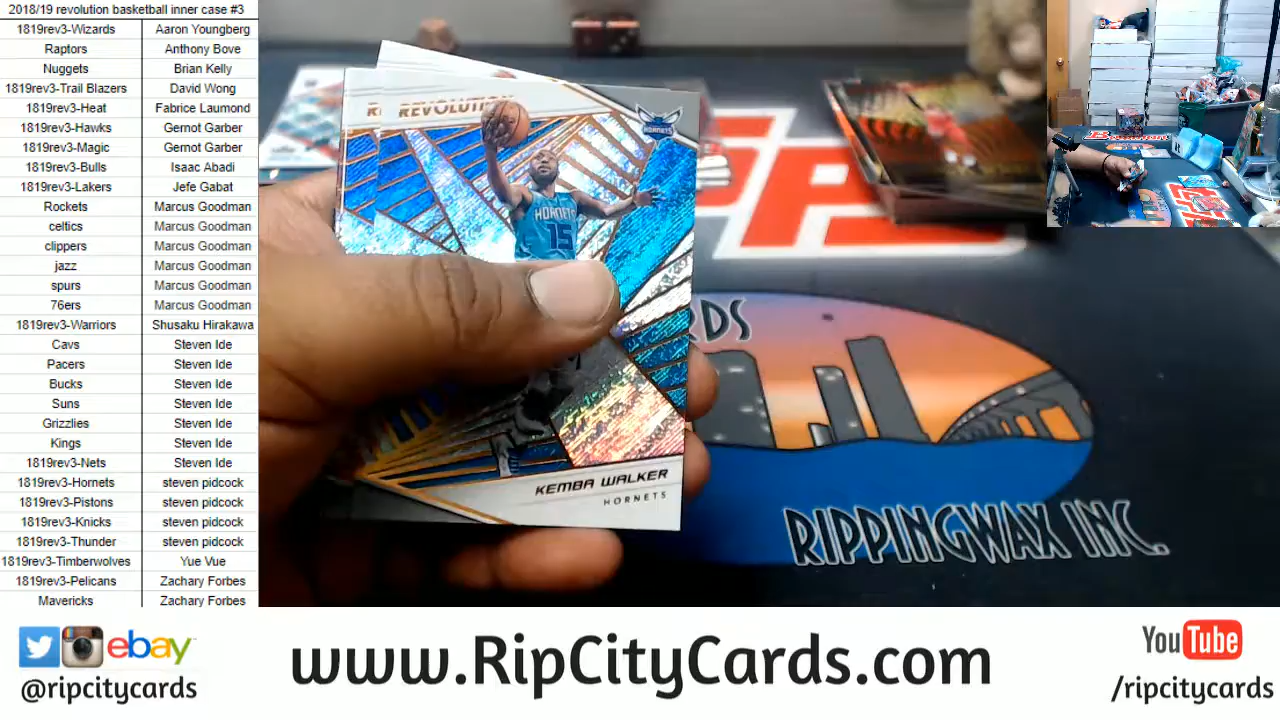 2018/19 revolution basketball inner case #3
1819rev3-Wizards Aaron Youngberg
Raptors Anthony Bove
Nuggets Brian Kelly
1819rev3-Trail Blazers David Wong
1819rev3-Heat Fabrice Laumond
1819rev3-Hawks Gernot Garber
1819rev3-Magic Gernot Garber
1819rev3-Bulls Isaac Abadi
1819rev3-Lakers Jefe Gabat
Rockets Marcus Goodman
celtics Marcus Goodman
clippers Marcus Goodman
jazz Marcus Goodman
spurs Marcus Goodman
76ers Marcus Goodman
1819rev3-Warriors Shusaku Hirakawa
Cavs Steven Ide
Pacers Steven Ide
Bucks Steven Ide
Suns Steven Ide
Grizzlies Steven Ide
Kings Steven Ide
1819rev3-Nets Steven Ide
1819rev3-Hornets steven pidcock
1819rev3-Pistons steven pidcock
1819rev3-Knicks steven pidcock
1819rev3-Thunder steven pidcock
1819rev3-Timberwolves Yue Vue
1819rev3-Pelicans Zachary Forbes
Mavericks Zachary Forbes
REVOLUTION
HORNETS
HORNETS
15
KEMBA WALKER
HORNETS
RDS
RIPPINGWAX INC.
ebay
@ripcitycards
www.RipCityCards.com
YouTube
/ripcitycards